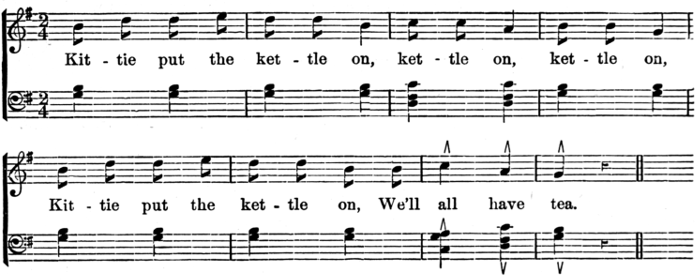 Kit - tie put the ket - tle on, ket - tle on, ket - tle on,
Kit - tie put the ket - tle on, We'll all have tea.